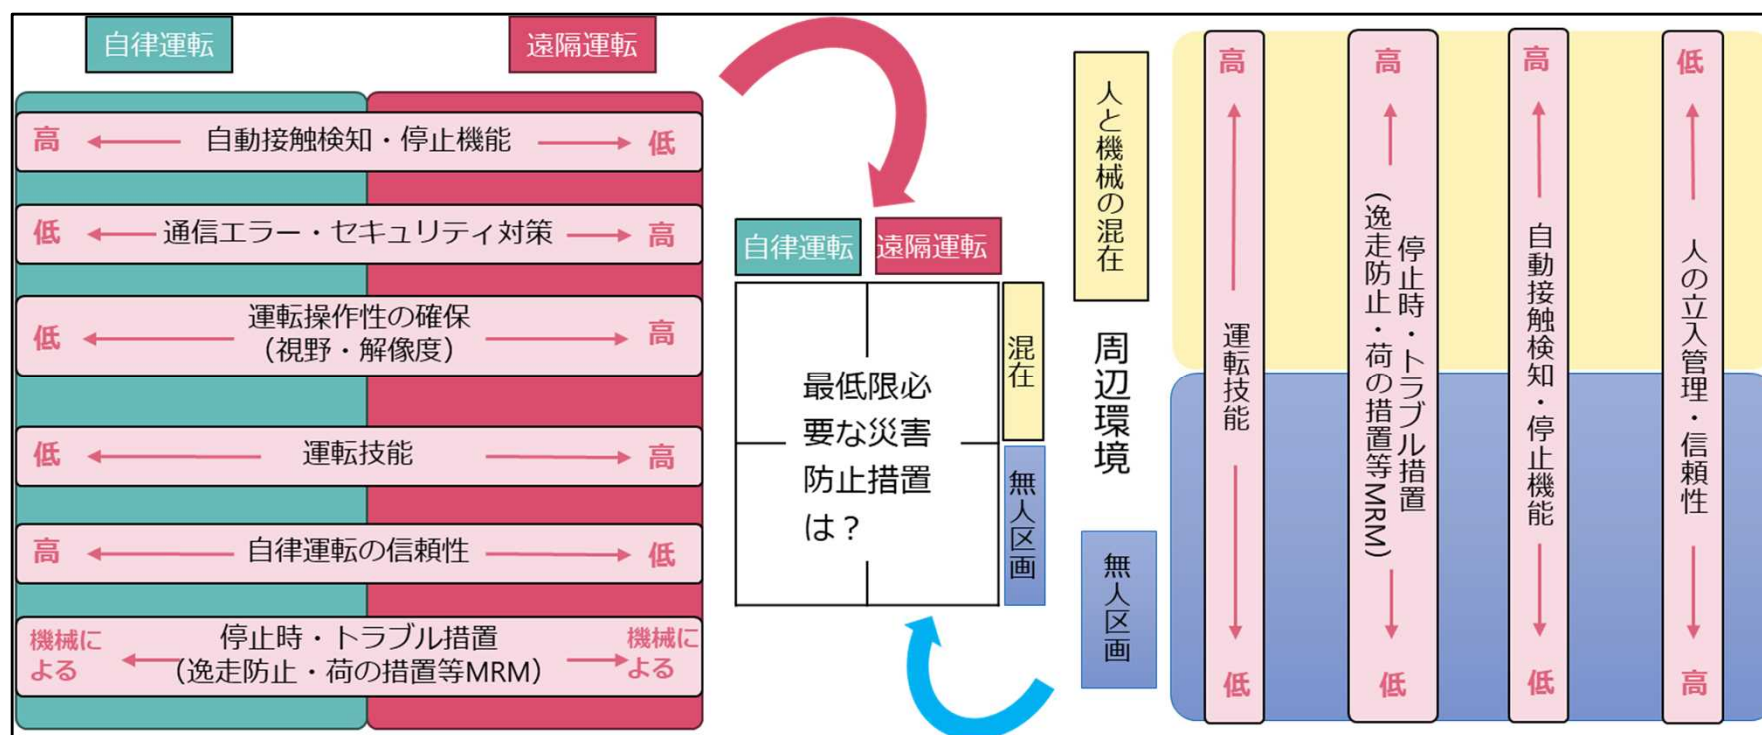 自律運転
遠隔運転
高
自動接触検知・停止機能
低
低
通信エラー・セキュリティ対策
高
低
運転操作性の確保
（視野・解像度）
高
低
運転技能
高
高
自律運転の信頼性
低
機械に
よる
停止時・トラブル措置
（逸走防止・荷の措置等MRM）
機械に
よる
自律運転
遠隔運転
最低限必
要な災害
防止措置
は？
混在
無人区画
人と機械の混在
周辺環境
無人区画
高
運転技能
低
高
停止時・トラブル措置
（逸走防止・荷の措置等MRM）
低
高
自動接触検知・停止機能
低
低
人の立入管理・信頼性
高